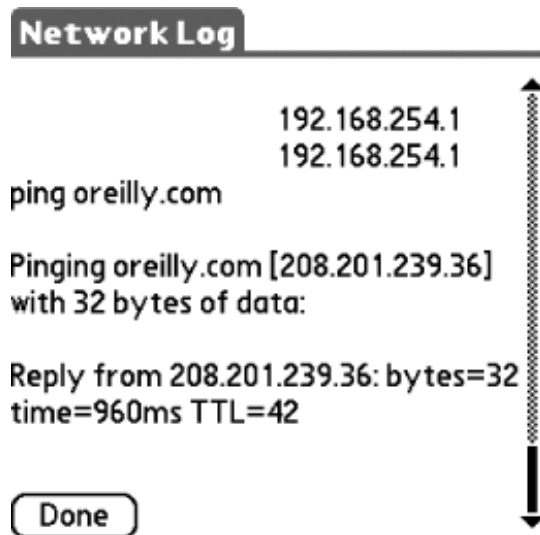 Network Log
192.168.254.1
192.168.254.1
ping oreilly.com
Pinging oreilly.com [208.201.239.36]
with 32 bytes of data:
Reply from 208.201.239.36: bytes=32
time=960ms TTL=42
Done